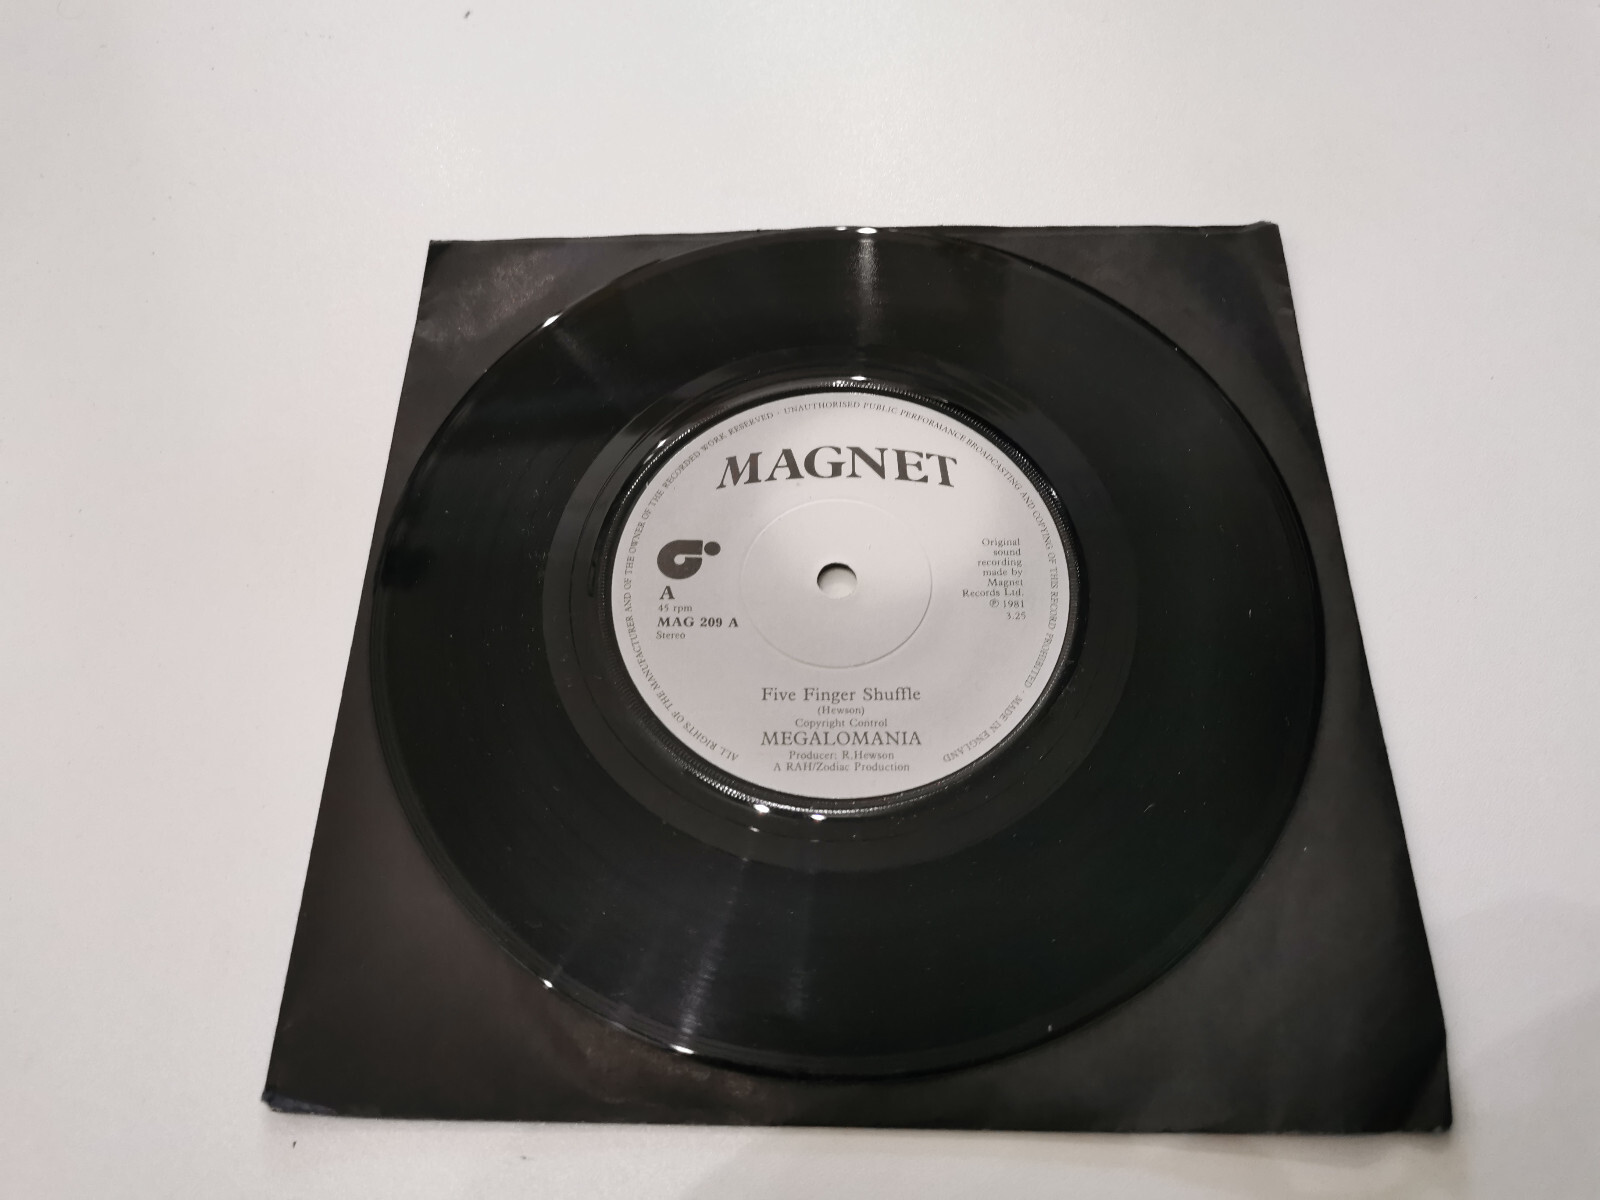 ALL RIGHTS OF THE MANUFACTURER AND OF THE OWNER OF THE RECORDED WORK RESERVED - UNAUTHORISED PUBLIC PERFORMANCE BROADCASTING AND COPYING OF THIS RECORD PROHIBITED - MADE IN ENGLAND
MAGNET
A
45 rpm
MAG 209 A
Stereo
Original
sound
recording
made by
Magnet
Records Ltd.
℗ 1981
3.25
Five Finger Shuffle
(Hewson)
Copyright Control
MEGALOMANIA
Producer: R.Hewson
A RAH/Zodiac Production